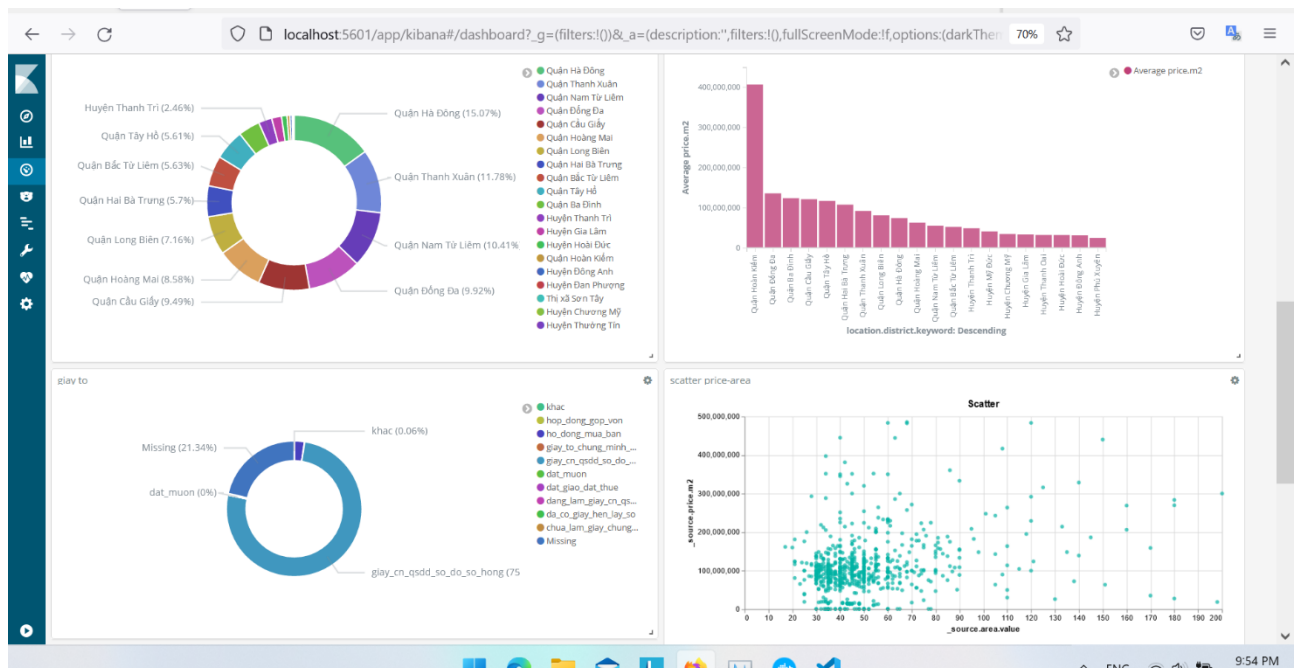 localhost:5601/app/kibana#/dashboard?_g=(filters:!())&_a=(description:'',filters:!(),fullScreenMode:!f,options:(darkThem
70%
Huyện Thanh Trì (2.46%)
Quận Tây Hồ (5.61%)
Quận Bắc Từ Liêm (5.63%)
Quận Hai Bà Trưng (5.7%)
Quận Long Biên (7.16%)
Quận Hoàng Mai (8.58%)
Quận Cầu Giấy (9.49%)
Quận Hà Đông (15.07%)
Quận Thanh Xuân (11.78%)
Quận Nam Từ Liêm (10.41%)
Quận Đống Đa (9.92%)
Quận Hà Đông
Quận Thanh Xuân
Quận Nam Từ Liêm
Quận Đống Đa
Quận Cầu Giấy
Quận Hoàng Mai
Quận Long Biên
Quận Hai Bà Trưng
Quận Bắc Từ Liêm
Quận Tây Hồ
Quận Ba Đình
Huyện Thanh Trì
Huyện Gia Lâm
Huyện Hoài Đức
Quận Hoàn Kiếm
Huyện Đông Anh
Huyện Đan Phượng
Thị xã Sơn Tây
Huyện Chương Mỹ
Huyện Thường Tín
Average price.m2
400,000,000
300,000,000
200,000,000
100,000,000
0
Average price.m2
Quận Hoàn Kiếm
Quận Đống Đa
Quận Ba Đình
Quận Cầu Giấy
Quận Tây Hồ
Quận Hai Bà Trưng
Quận Thanh Xuân
Quận Long Biên
Quận Hà Đông
Quận Hoàng Mai
Quận Nam Từ Liêm
Quận Bắc Từ Liêm
Huyện Thanh Trì
Huyện Mỹ Đức
Huyện Chương Mỹ
Huyện Gia Lâm
Huyện Thanh Oai
Huyện Hoài Đức
Huyện Đông Anh
Huyện Phú Xuyên
location.district.keyword: Descending
giay to
Missing (21.34%)
dat_muon (0%)
khac (0.06%)
giay_cn_qsdd_so_do_so_hong (75
khac
hop_dong_gop_von
ho_dong_mua_ban
giay_to_chung_minh_...
giay_cn_qsdd_so_do_...
dat_muon
dat_giao_dat_thue
dang_lam_giay_cn_qs...
da_co_giay_hen_lay_so
chua_lam_giay_chung...
Missing
scatter price-area
Scatter
500,000,000
400,000,000
300,000,000
200,000,000
100,000,000
0
_source.price.m2
0 10 20 30 40 50 60 70 80 90 100 110 120 130 140 150 160 170 180 190 200
_source.area.value
ENG
9:54 PM